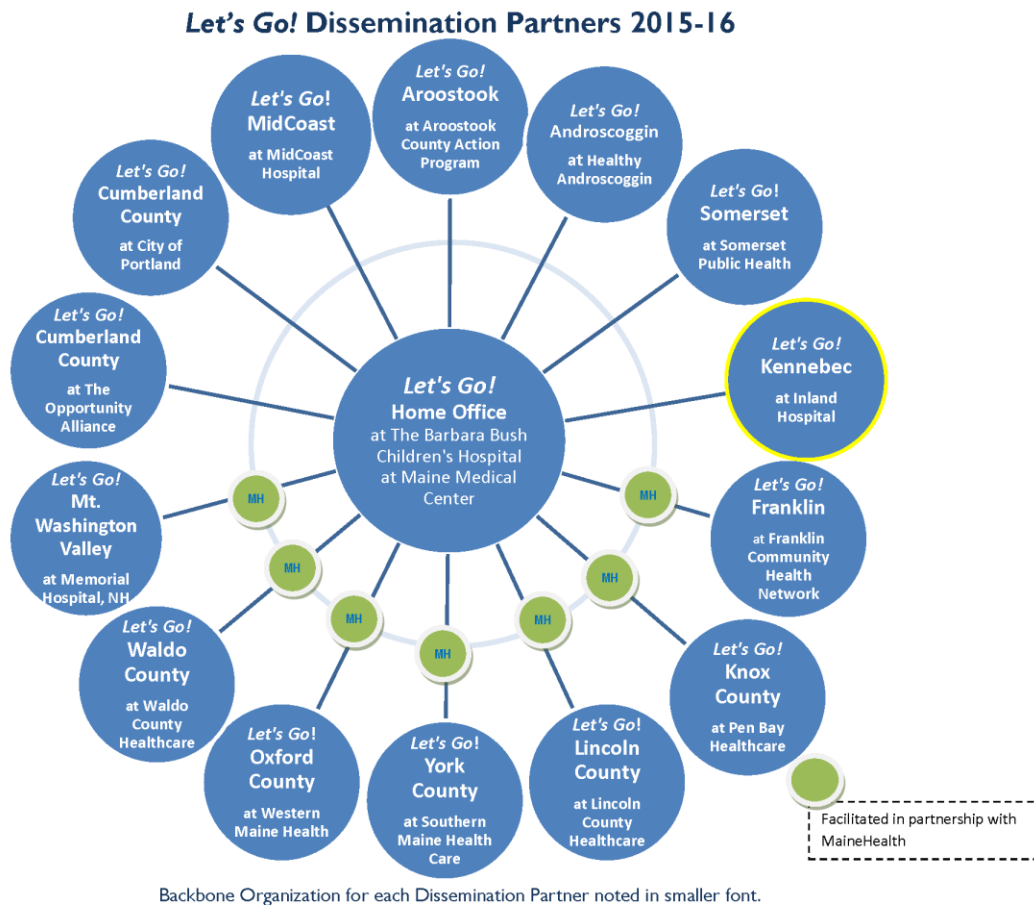 Let's Go! Dissemination Partners 2015-16
Let's Go!
Aroostook
at Aroostook
County Action
Program
Let's Go!
Androscoggin
at Healthy
Androscoggin
Let's Go!
Somerset
at Somerset
Public Health
Let's Go!
Kennebec
at Inland
Hospital
Let's Go!
Franklin
at Franklin
Community
Health
Network
Let's Go!
Knox
County
at Pen Bay
Healthcare
Let's Go!
Lincoln
County
at Lincoln
County
Healthcare
Let's Go!
York
County
at Southern
Maine Health
Care
Let's Go!
Oxford
County
at Western
Maine Health
Let's Go!
Waldo
County
at Waldo
County
Healthcare
Let's Go!
Mt.
Washington
Valley
at Memorial
Hospital, NH
Let's Go!
Cumberland
County
at The
Opportunity
Alliance
Let's Go!
Cumberland
County
at City of
Portland
Let's Go!
MidCoast
at MidCoast
Hospital
Let's Go!
Home Office
at The Barbara Bush
Children's Hospital
at Maine Medical
Center
MH
MH
MH
MH
MH
MH
MH
Facilitated in partnership with
MaineHealth
Backbone Organization for each Dissemination Partner noted in smaller font.